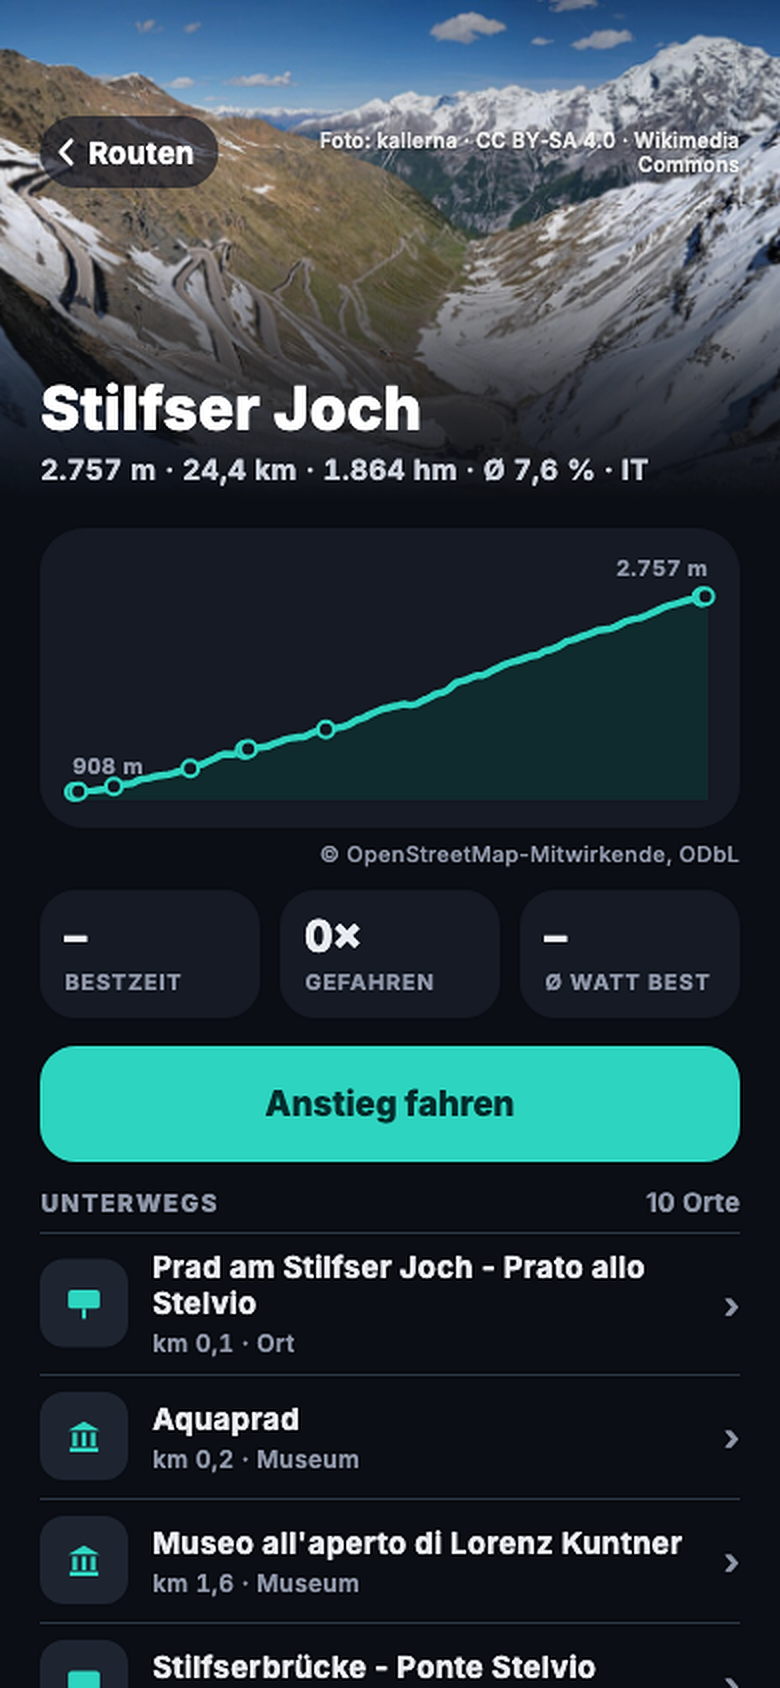 Routen
Foto: kallerna · CC BY-SA 4.0 · Wikimedia
Commons
Stilfser Joch
2.757 m · 24,4 km · 1.864 hm · Ø 7,6 % · IT
2.757 m
908 m
© OpenStreetMap-Mitwirkende, ODbL
–
BESTZEIT
0×
GEFAHREN
–
Ø WATT BEST
Anstieg fahren
UNTERWEGS
10 Orte
Prad am Stilfser Joch - Prato allo
Stelvio
km 0,1 · Ort
Aquaprad
km 0,2 · Museum
Museo all'aperto di Lorenz Kuntner
km 1,6 · Museum
Stilfserbrücke - Ponte Stelvio